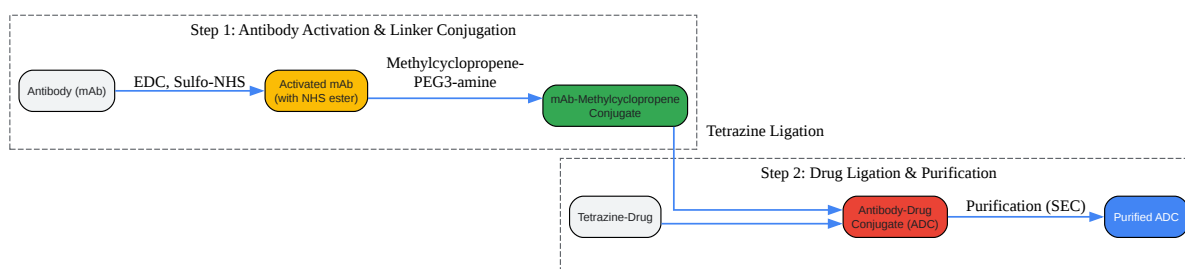 Step 1: Antibody Activation & Linker Conjugation
Antibody (mAb)
EDC, Sulfo-NHS
Activated mAb
(with NHS ester)
Methylcyclopropene-
PEG3-amine
mAb-Methylcyclopropene
Conjugate
Tetrazine Ligation
Step 2: Drug Ligation & Purification
Tetrazine-Drug
Antibody-Drug
Conjugate (ADC)
Purification (SEC)
Purified ADC